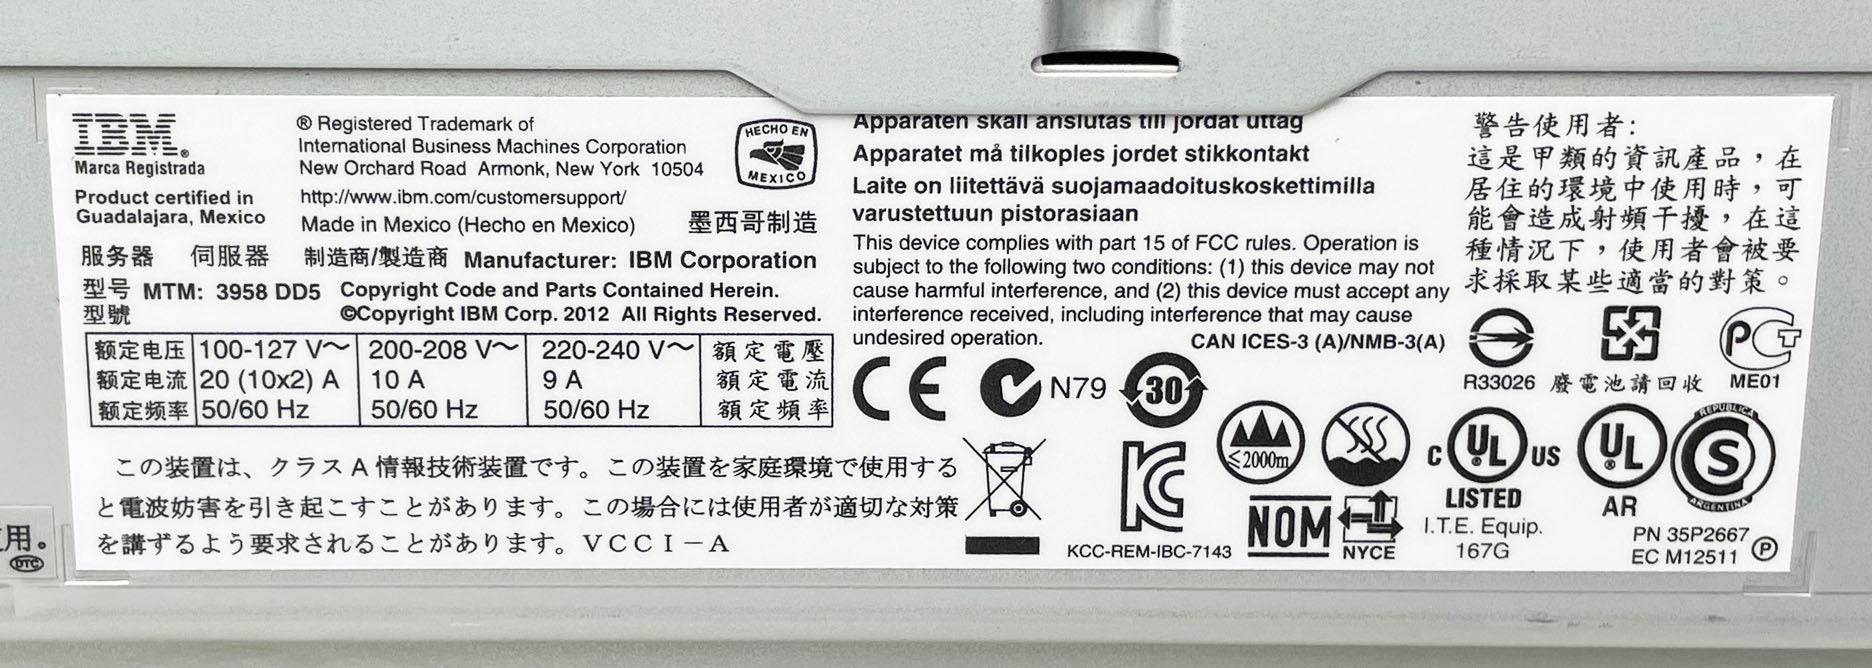 IBM®
Marca Registrada
Product certified in
Guadalajara, Mexico
® Registered Trademark of
International Business Machines Corporation
New Orchard Road Armonk, New York 10504
http://www.ibm.com/customersupport/
Made in Mexico (Hecho en Mexico) 墨西哥制造
HECHO EN
MEXICO
服务器 伺服器 制造商/製造商 Manufacturer: IBM Corporation
型号 MTM: 3958 DD5 Copyright Code and Parts Contained Herein.
型號 ©Copyright IBM Corp. 2012 All Rights Reserved.
额定电压 100-127 V～ 200-208 V～ 220-240 V～ 額定電壓
额定电流 20 (10x2) A 10 A 9 A 額定電流
额定频率 50/60 Hz 50/60 Hz 50/60 Hz 額定頻率
この装置は、クラスA情報技術装置です。この装置を家庭環境で使用する
と電波妨害を引き起こすことがあります。この場合には使用者が適切な対策
を講ずるよう要求されることがあります。VCCI－A
Apparaten skall anslutas till jordat uttag
Apparatet må tilkoples jordet stikkontakt
Laite on liitettävä suojamaadoituskoskettimilla
varustettuun pistorasiaan
This device complies with part 15 of FCC rules. Operation is
subject to the following two conditions: (1) this device may not
cause harmful interference, and (2) this device must accept any
interference received, including interference that may cause
undesired operation. CAN ICES-3 (A)/NMB-3(A)
警告使用者:
這是甲類的資訊產品，在
居住的環境中使用時，可
能會造成射頻干擾，在這
種情況下，使用者會被要
求採取某些適當的對策。
R33026 廢電池請回收 ME01
CE N79 30
≤2000m
C UL® US
LISTED
I.T.E. Equip.
167G
UL®
AR
REPUBLICA
S
ARGENTINA
KCC-REM-IBC-7143
NOM
NYCE
PN 35P2667
EC M12511 P
用。
DTC